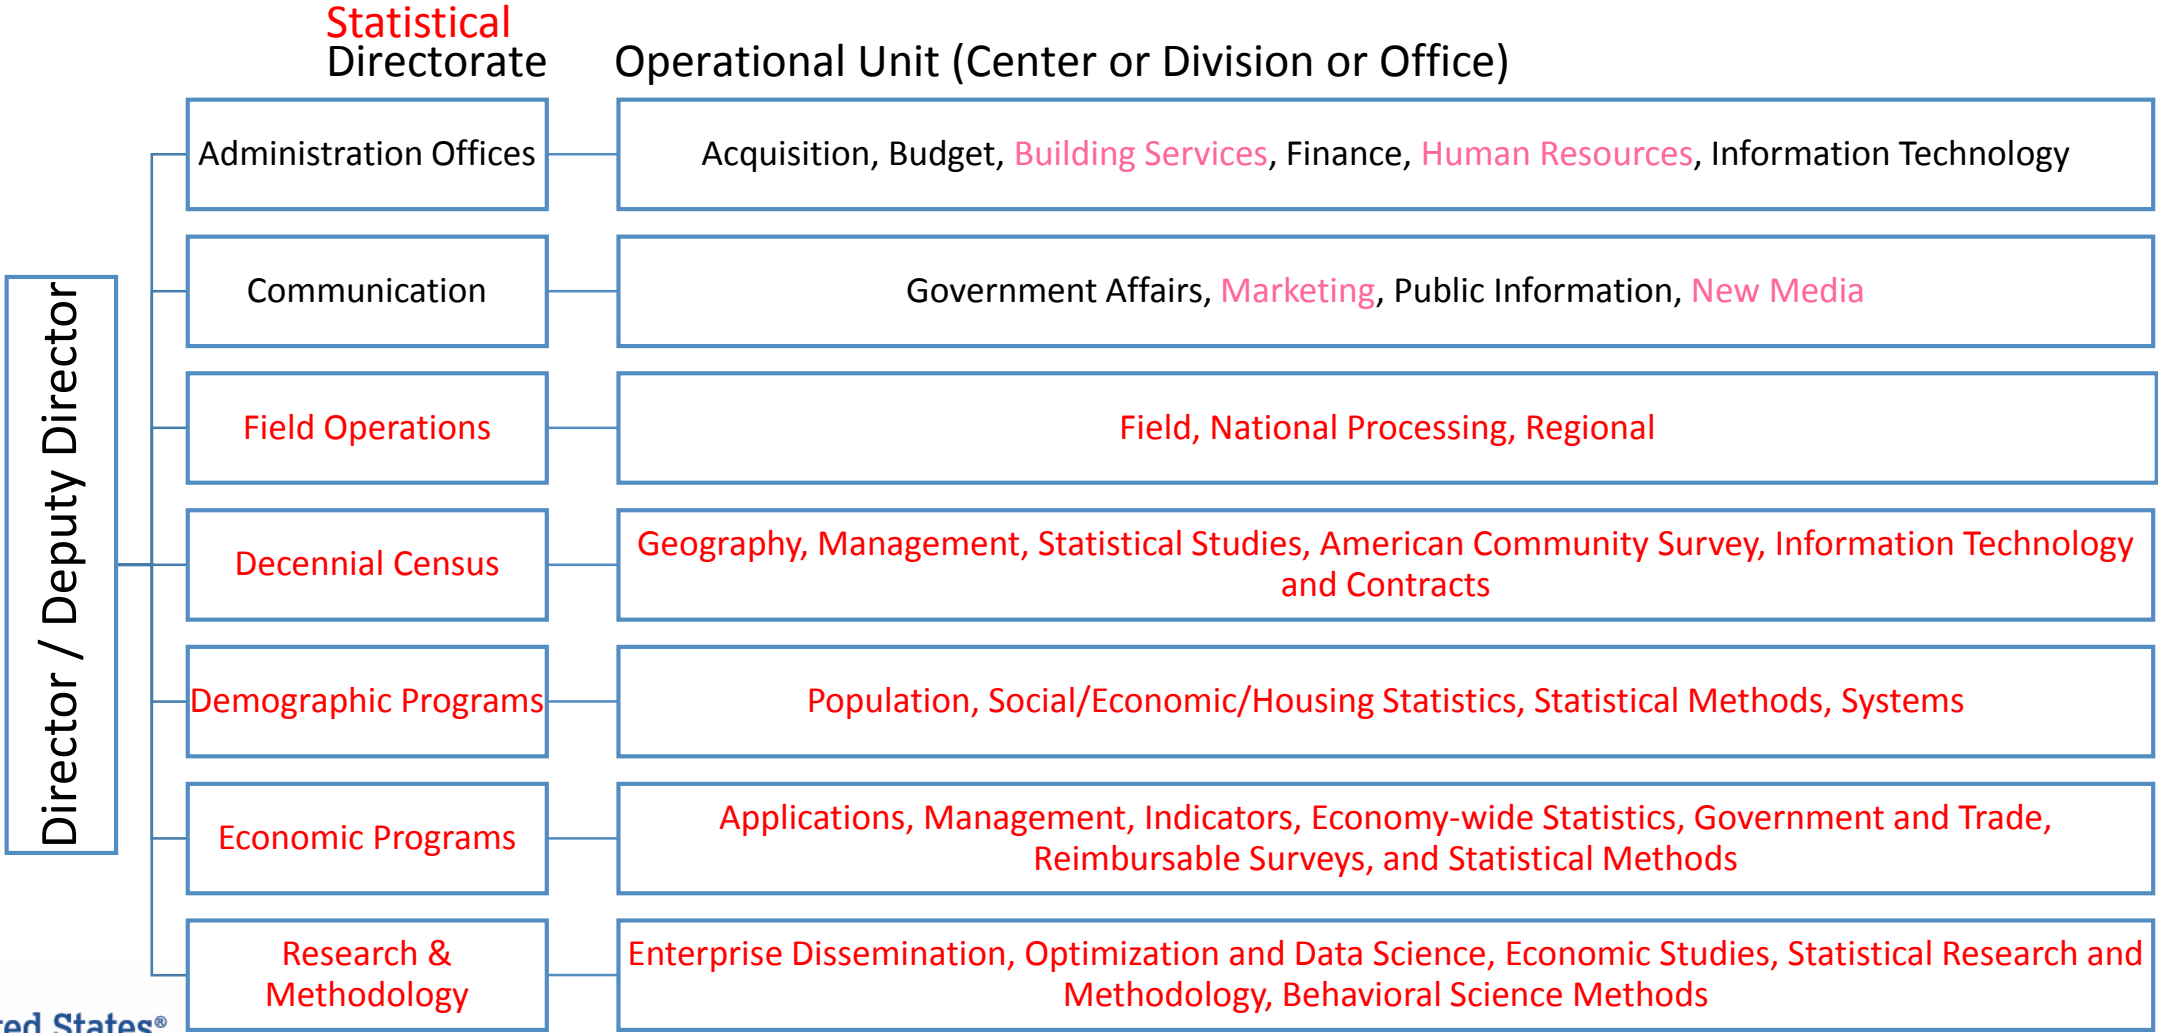 Statistical
Directorate
Operational Unit (Center or Division or Office)
Director / Deputy Director
Administration Offices
Acquisition, Budget, Building Services, Finance, Human Resources, Information Technology
Communication
Government Affairs, Marketing, Public Information, New Media
Field Operations
Field, National Processing, Regional
Decennial Census
Geography, Management, Statistical Studies, American Community Survey, Information Technology
and Contracts
Demographic Programs
Population, Social/Economic/Housing Statistics, Statistical Methods, Systems
Economic Programs
Applications, Management, Indicators, Economy-wide Statistics, Government and Trade,
Reimbursable Surveys, and Statistical Methods
Research &
Methodology
Enterprise Dissemination, Optimization and Data Science, Economic Studies, Statistical Research and
Methodology, Behavioral Science Methods
States®